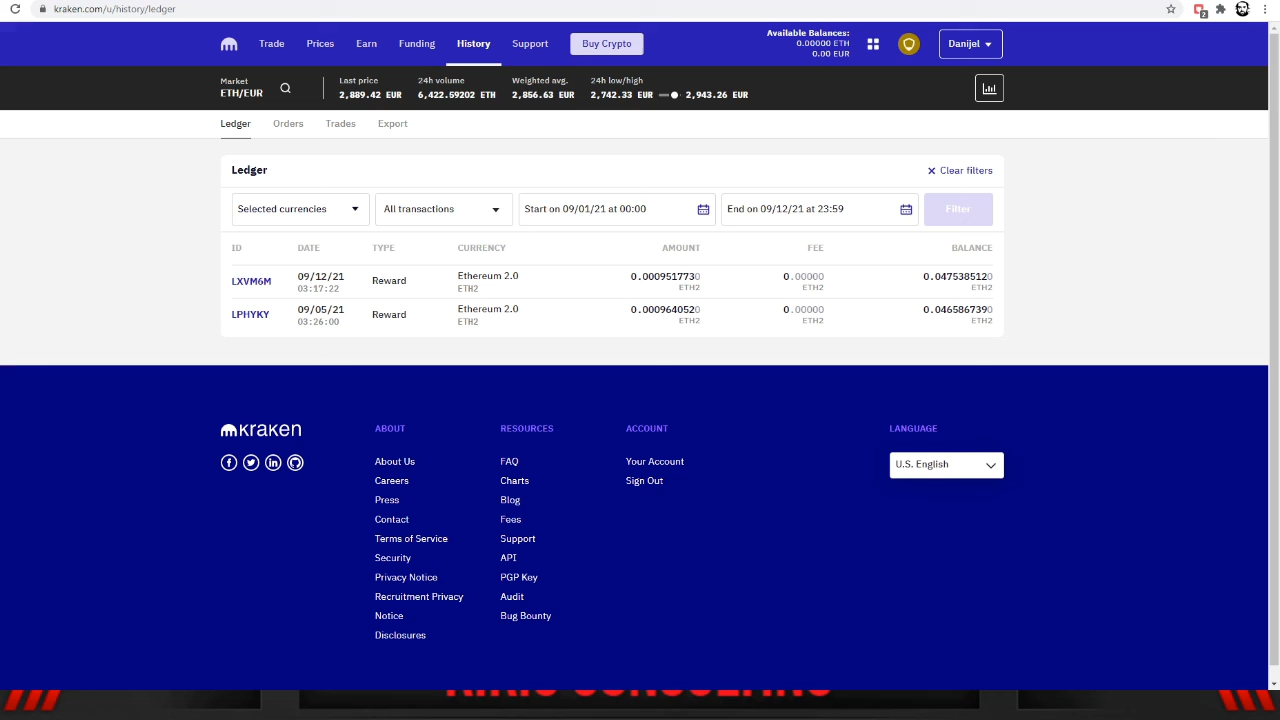 kraken.com/u/history/ledger
2
Trade Prices Earn Funding History Support Buy Crypto
Available Balances:
0.00000 ETH
0.00 EUR
Danijel
Market
ETH/EUR
Last price
2,889.42 EUR
24h volume
6,422.59202 ETH
Weighted avg.
2,856.63 EUR
24h low/high
2,742.33 EUR 2,943.26 EUR
Ledger Orders Trades Export
Ledger
Clear filters
Selected currencies All transactions Start on 09/01/21 at 00:00 End on 09/12/21 at 23:59 Filter
ID DATE TYPE CURRENCY AMOUNT FEE BALANCE
LXVM6M 09/12/21 Reward Ethereum 2.0 0.0009517730 0.00000 0.0475385120
03:17:22 ETH2 ETH2 ETH2 ETH2
LPHYKY 09/05/21 Reward Ethereum 2.0 0.0009640520 0.00000 0.0465867390
03:26:00 ETH2 ETH2 ETH2 ETH2
kraken
ABOUT
About Us
Careers
Press
Contact
Terms of Service
Security
Privacy Notice
Recruitment Privacy
Notice
Disclosures
RESOURCES
FAQ
Charts
Blog
Fees
Support
API
PGP Key
Audit
Bug Bounty
ACCOUNT
Your Account
Sign Out
LANGUAGE
U.S. English